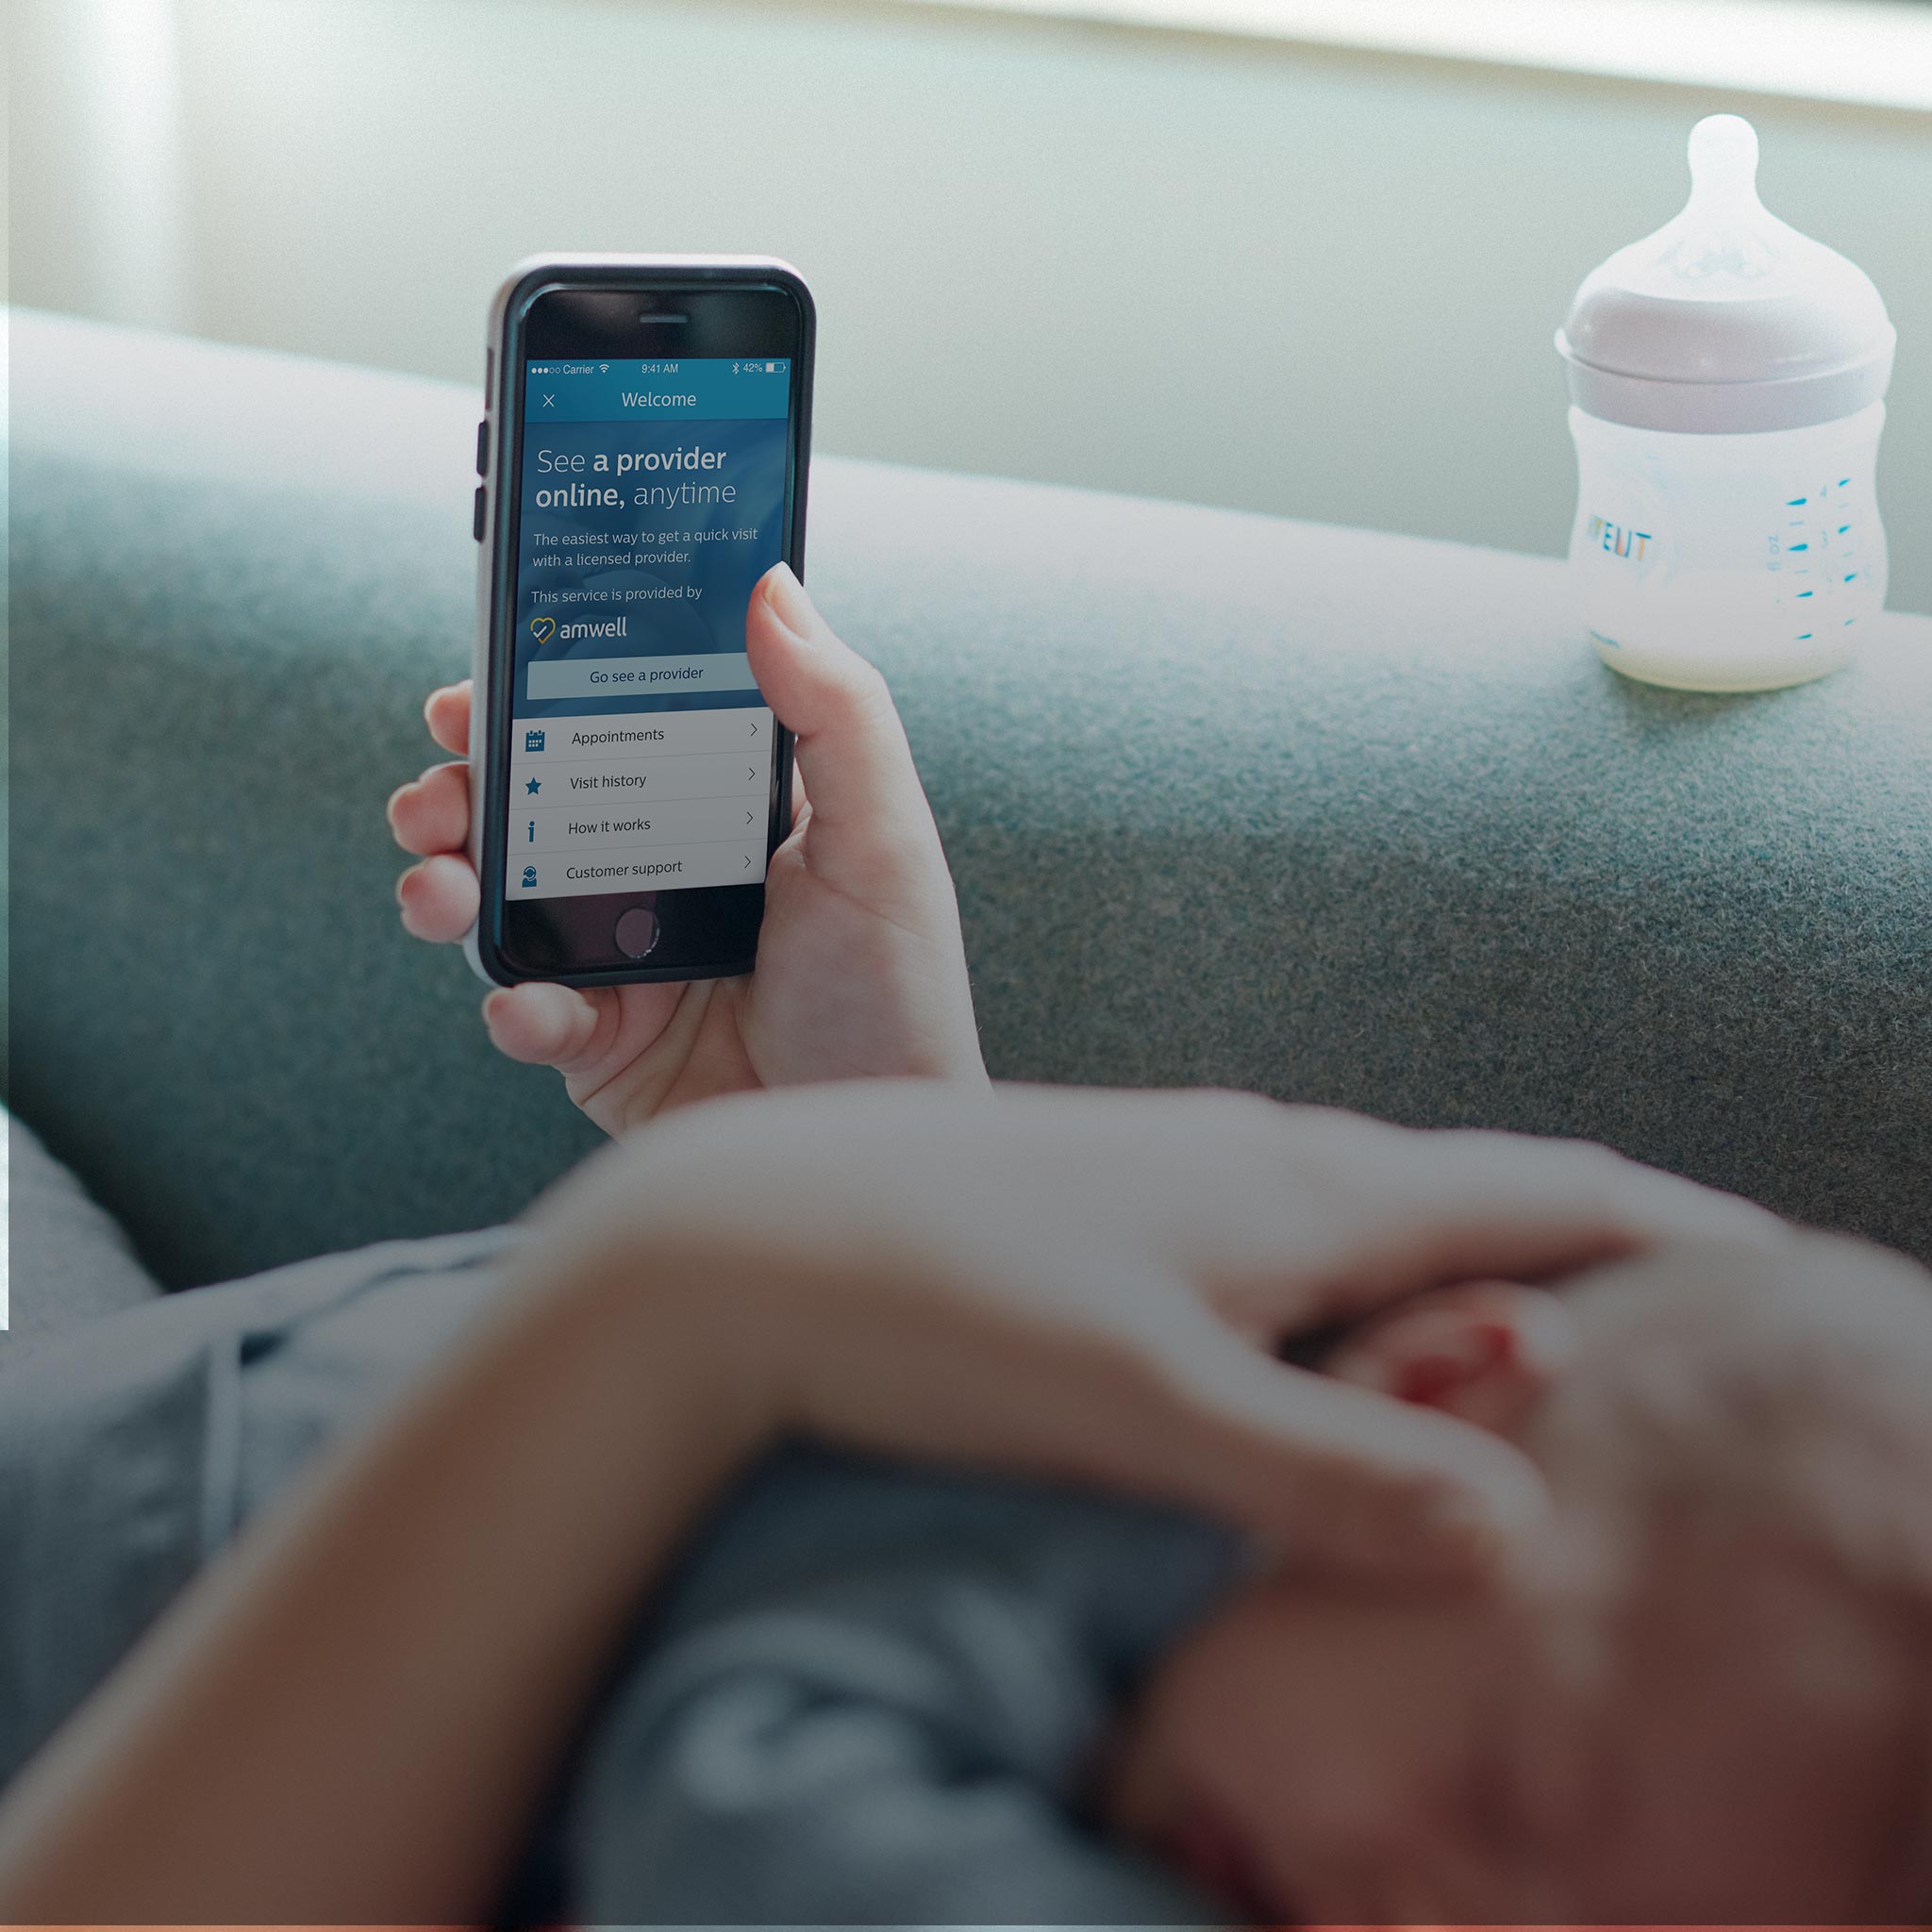 Carrier 9:41 AM 42%
Welcome
See a provider
online, anytime
The easiest way to get a quick visit
with a licensed provider.
This service is provided by
amwell
Go see a provider
Appointments
Visit history
How it works
Customer support